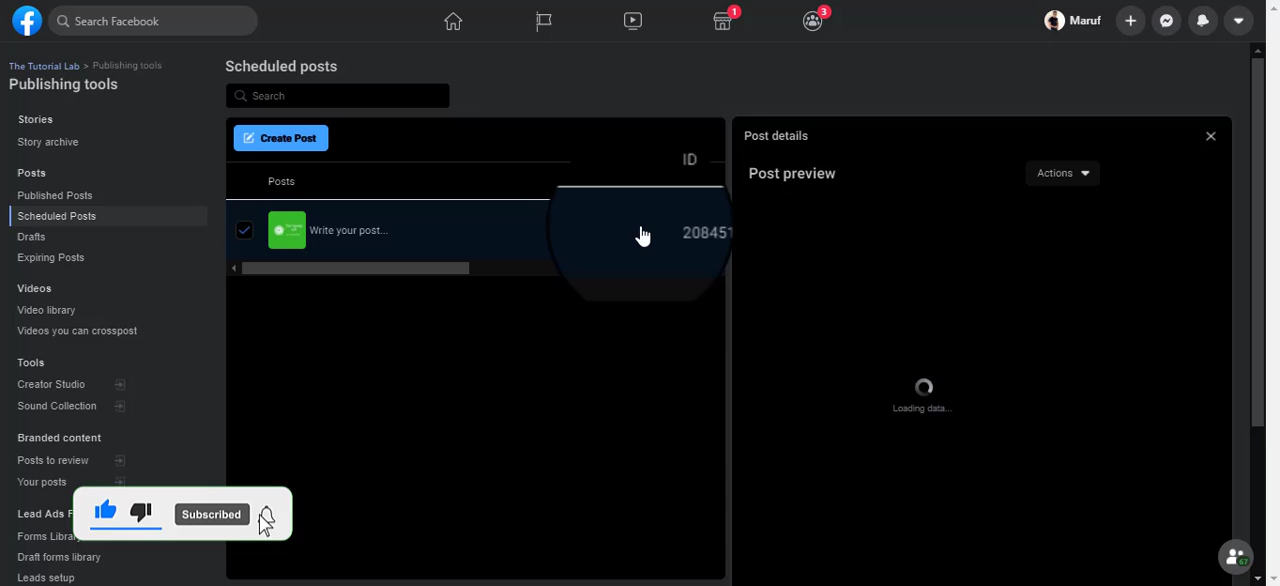 Search Facebook
1
3
Maruf
The Tutorial Lab > Publishing tools
Publishing tools
Scheduled posts
Search
Stories
Story archive
Posts
Published Posts
Scheduled Posts
Drafts
Expiring Posts
Videos
Video library
Videos you can crosspost
Tools
Creator Studio
Sound Collection
Branded content
Posts to review
Your posts
Lead Ads F
Forms Library
Draft forms library
Leads setup
Create Post
Posts
ID
Write your post...
208451
Post details
Post preview
Actions
Loading data...
Subscribed
67